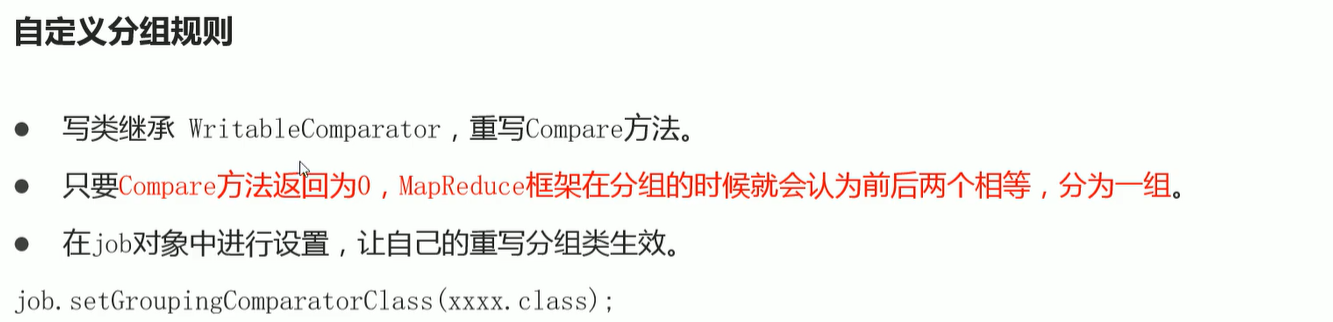 自定义分组规则
● 写类继承 WritableComparator，重写Compare方法。
● 只要Compare方法返回为0，MapReduce框架在分组的时候就会认为前后两个相等，分为一组。
● 在job对象中进行设置，让自己的重写分组类生效。
job.setGroupingComparatorClass(xxxx.class);